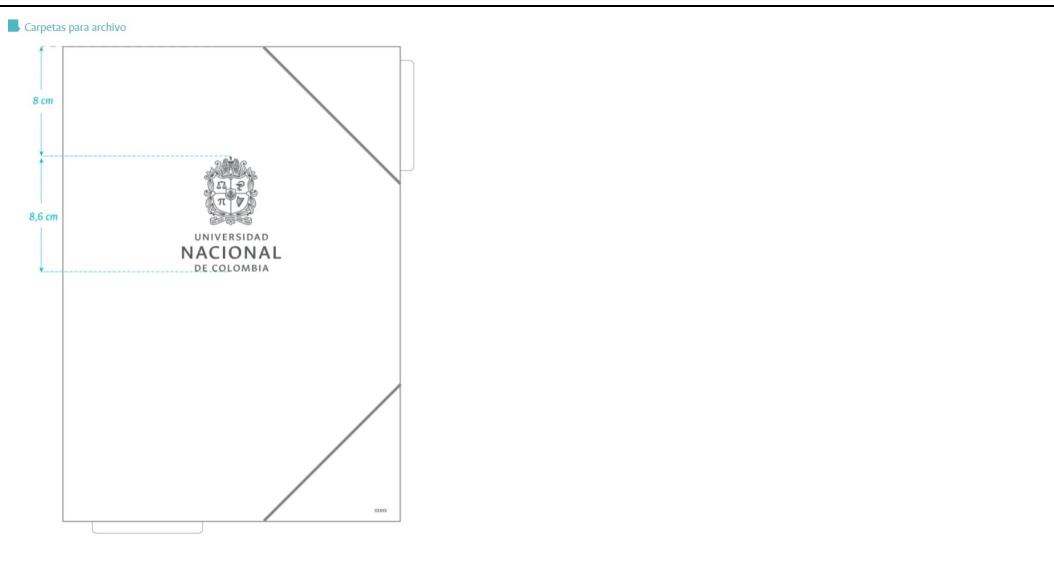 Carpetas para archivo
8 cm
8,6 cm
π
UNIVERSIDAD
NACIONAL
DE COLOMBIA